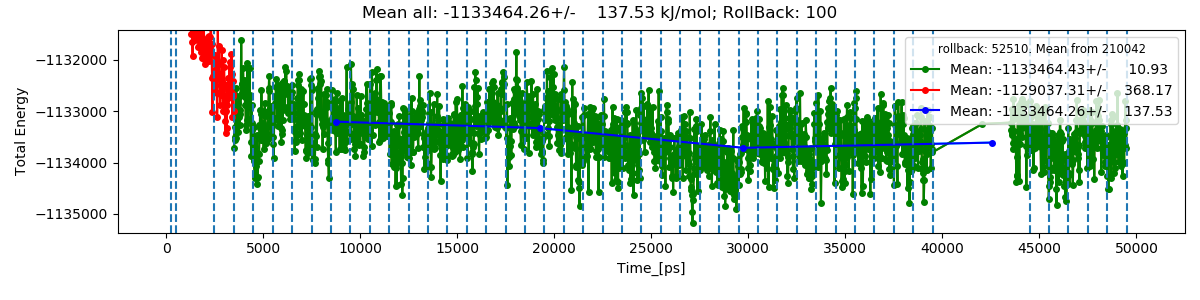 Mean all: -1133464.26+/-    137.53 kJ/mol; RollBack: 100
rollback: 52510. Mean from 210042
Mean: -1133464.43+/-     10.93
Mean: -1129037.31+/-    368.17
Mean: -1133464.26+/-    137.53
Total Energy
−1132000
−1133000
−1134000
−1135000
0 5000 10000 15000 20000 25000 30000 35000 40000 45000 50000
Time_[ps]